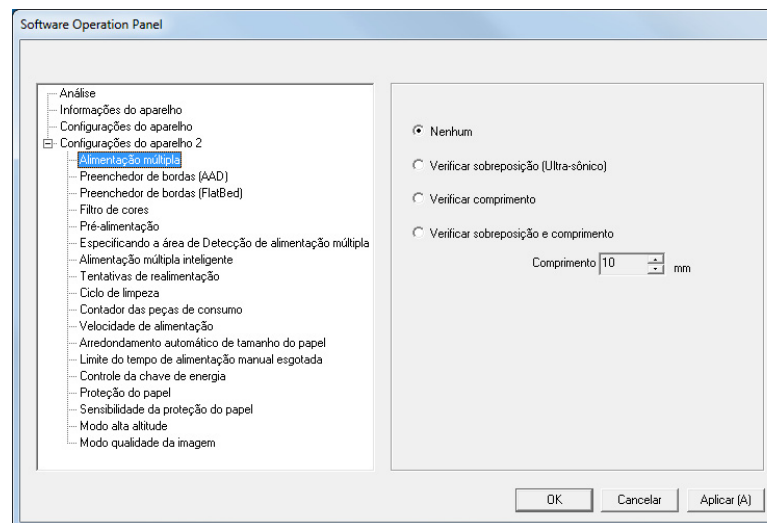 Software Operation Panel
Análise
Informações do aparelho
Configurações do aparelho
Configurações do aparelho 2
Alimentação múltipla
Preenchedor de bordas (AAD)
Preenchedor de bordas (FlatBed)
Filtro de cores
Pré-alimentação
Especificando a área de Detecção de alimentação múltipla
Alimentação múltipla inteligente
Tentativas de realimentação
Ciclo de limpeza
Contador das peças de consumo
Velocidade de alimentação
Arredondamento automático de tamanho do papel
Limite do tempo de alimentação manual esgotada
Controle da chave de energia
Proteção do papel
Sensibilidade da proteção do papel
Modo alta altitude
Modo qualidade da imagem
Nenhum
Verificar sobreposição (Ultra-sônico)
Verificar comprimento
Verificar sobreposição e comprimento
Comprimento 10 mm
OK Cancelar Aplicar (A)